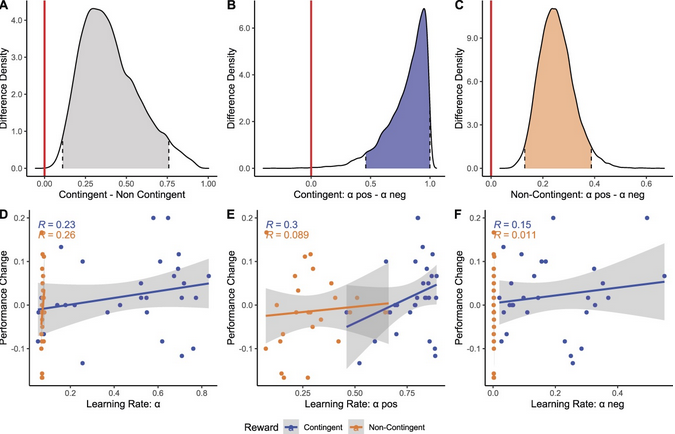 A
B
C
Difference Density
4.0
3.0
2.0
1.0
0.0
0.00
0.25
0.50
0.75
1.00
Contingent - Non Contingent
Difference Density
6.0
4.0
2.0
0.0
0.0
0.5
1.0
Contingent: α pos - α neg
Difference Density
9.0
6.0
3.0
0.0
0.0
0.2
0.4
0.6
Non-Contingent: α pos - α neg
D
E
F
Performance Change
0.2
0.1
0.0
-0.1
R = 0.23
R = 0.26
0.2
0.4
0.6
0.8
Learning Rate: α
Performance Change
0.2
0.1
0.0
-0.1
R = 0.3
R = 0.089
0.25
0.50
0.75
Learning Rate: α pos
Performance Change
0.2
0.1
0.0
-0.1
R = 0.15
R = 0.011
0.0
0.2
0.4
Learning Rate: α neg
Reward
Contingent
Non-Contingent